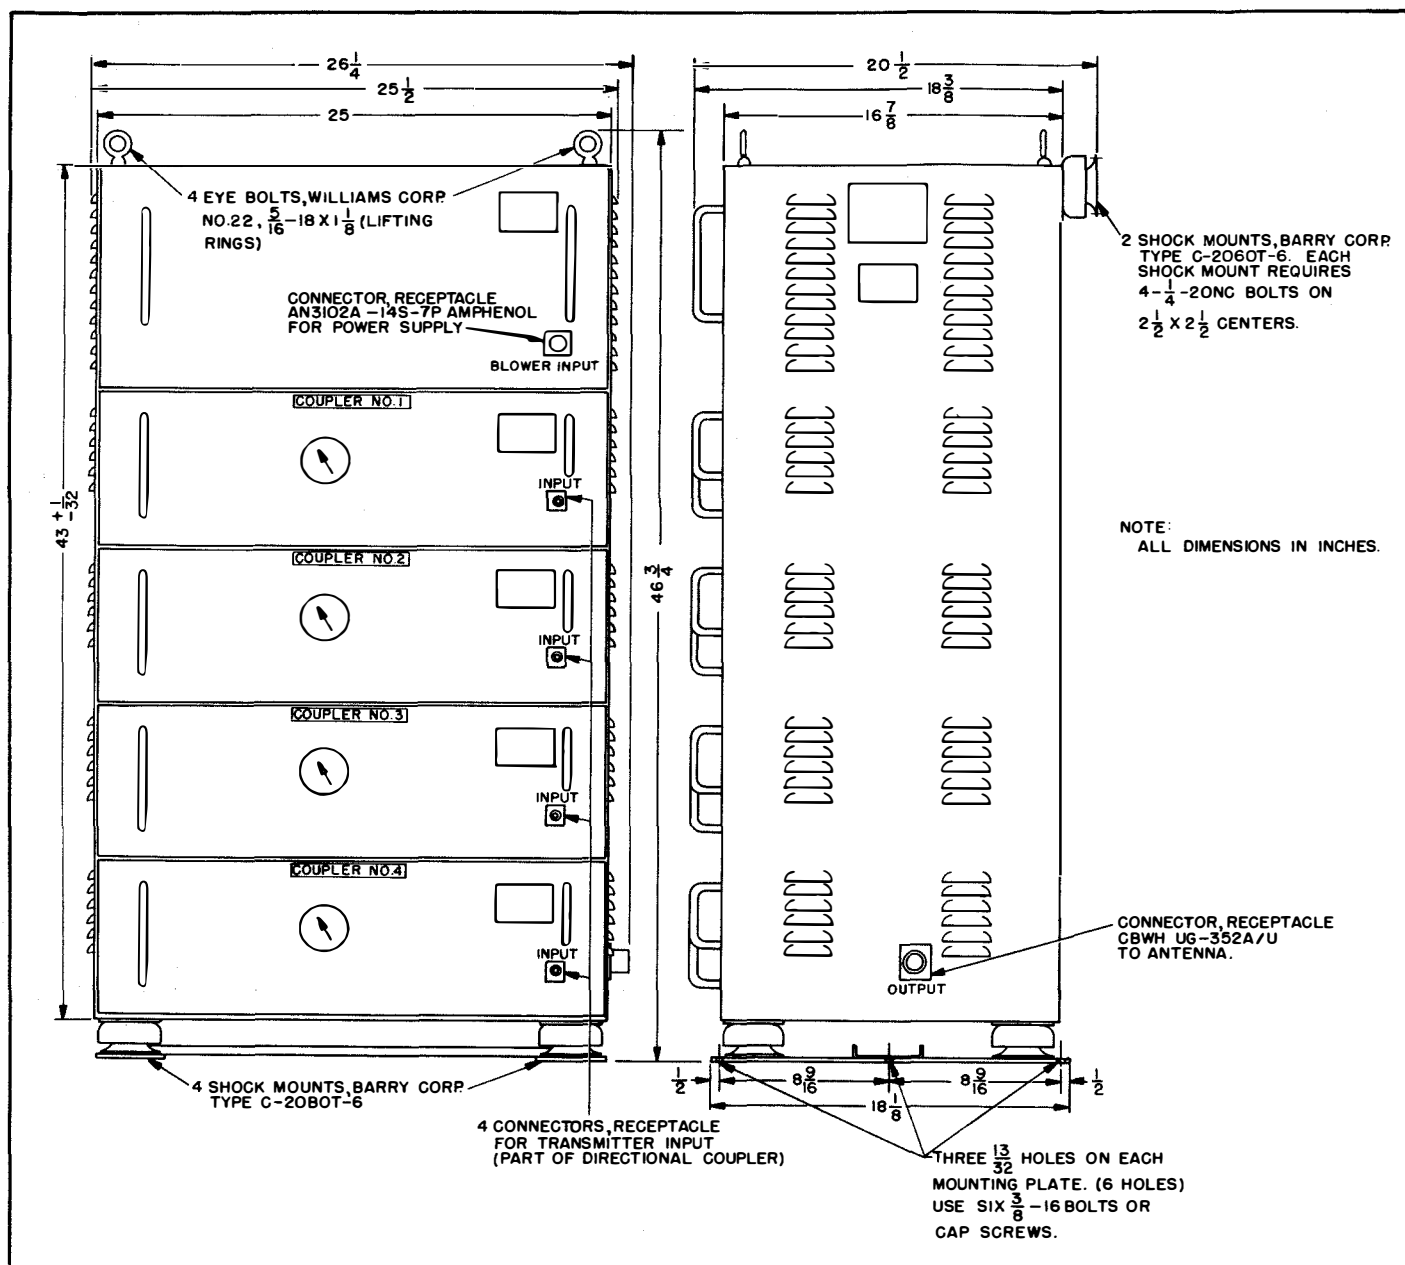 26 1/4
25 1/2
25
20 1/2
18 3/8
16 7/8
4 EYE BOLTS, WILLIAMS CORP.
NO.22, 5/16-18 X 1 1/8 (LIFTING
RINGS)
CONNECTOR, RECEPTACLE
AN3102A-14S-7P AMPHENOL
FOR POWER SUPPLY
BLOWER INPUT
2 SHOCK MOUNTS, BARRY CORP.
TYPE C-2060T-6. EACH
SHOCK MOUNT REQUIRES
4-1/4-20NC BOLTS ON
2 1/2 X 2 1/2 CENTERS.
COUPLER NO.1
INPUT
43 +-1/32
46 3/4
NOTE:
ALL DIMENSIONS IN INCHES.
COUPLER NO.2
INPUT
COUPLER NO.3
INPUT
COUPLER NO.4
INPUT
CONNECTOR, RECEPTACLE
CBWH UG-352A/U
TO ANTENNA.
OUTPUT
4 SHOCK MOUNTS, BARRY CORP.
TYPE C-20BOT-6
1/2
8 9/16
8 9/16
1/2
18 1/8
4 CONNECTORS, RECEPTACLE
FOR TRANSMITTER INPUT
(PART OF DIRECTIONAL COUPLER)
THREE 13/32 HOLES ON EACH
MOUNTING PLATE. (6 HOLES)
USE SIX 3/8-16 BOLTS OR
CAP SCREWS.